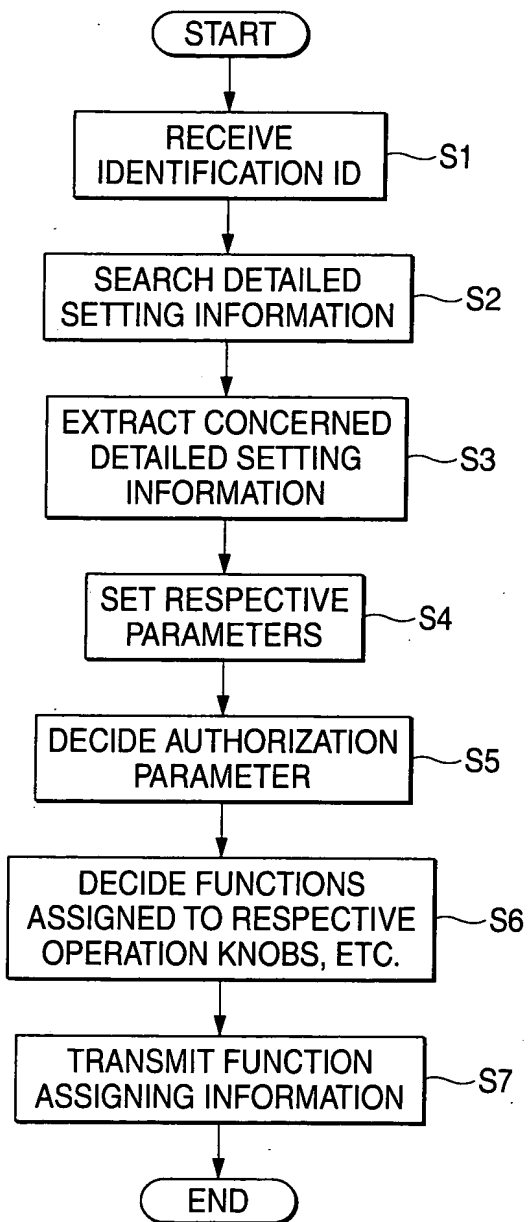 START
RECEIVE
IDENTIFICATION ID
S1
SEARCH DETAILED
SETTING INFORMATION
S2
EXTRACT CONCERNED
DETAILED SETTING
INFORMATION
S3
SET RESPECTIVE
PARAMETERS
S4
DECIDE AUTHORIZATION
PARAMETER
S5
DECIDE FUNCTIONS
ASSIGNED TO RESPECTIVE
OPERATION KNOBS, ETC.
S6
TRANSMIT FUNCTION
ASSIGNING INFORMATION
S7
END